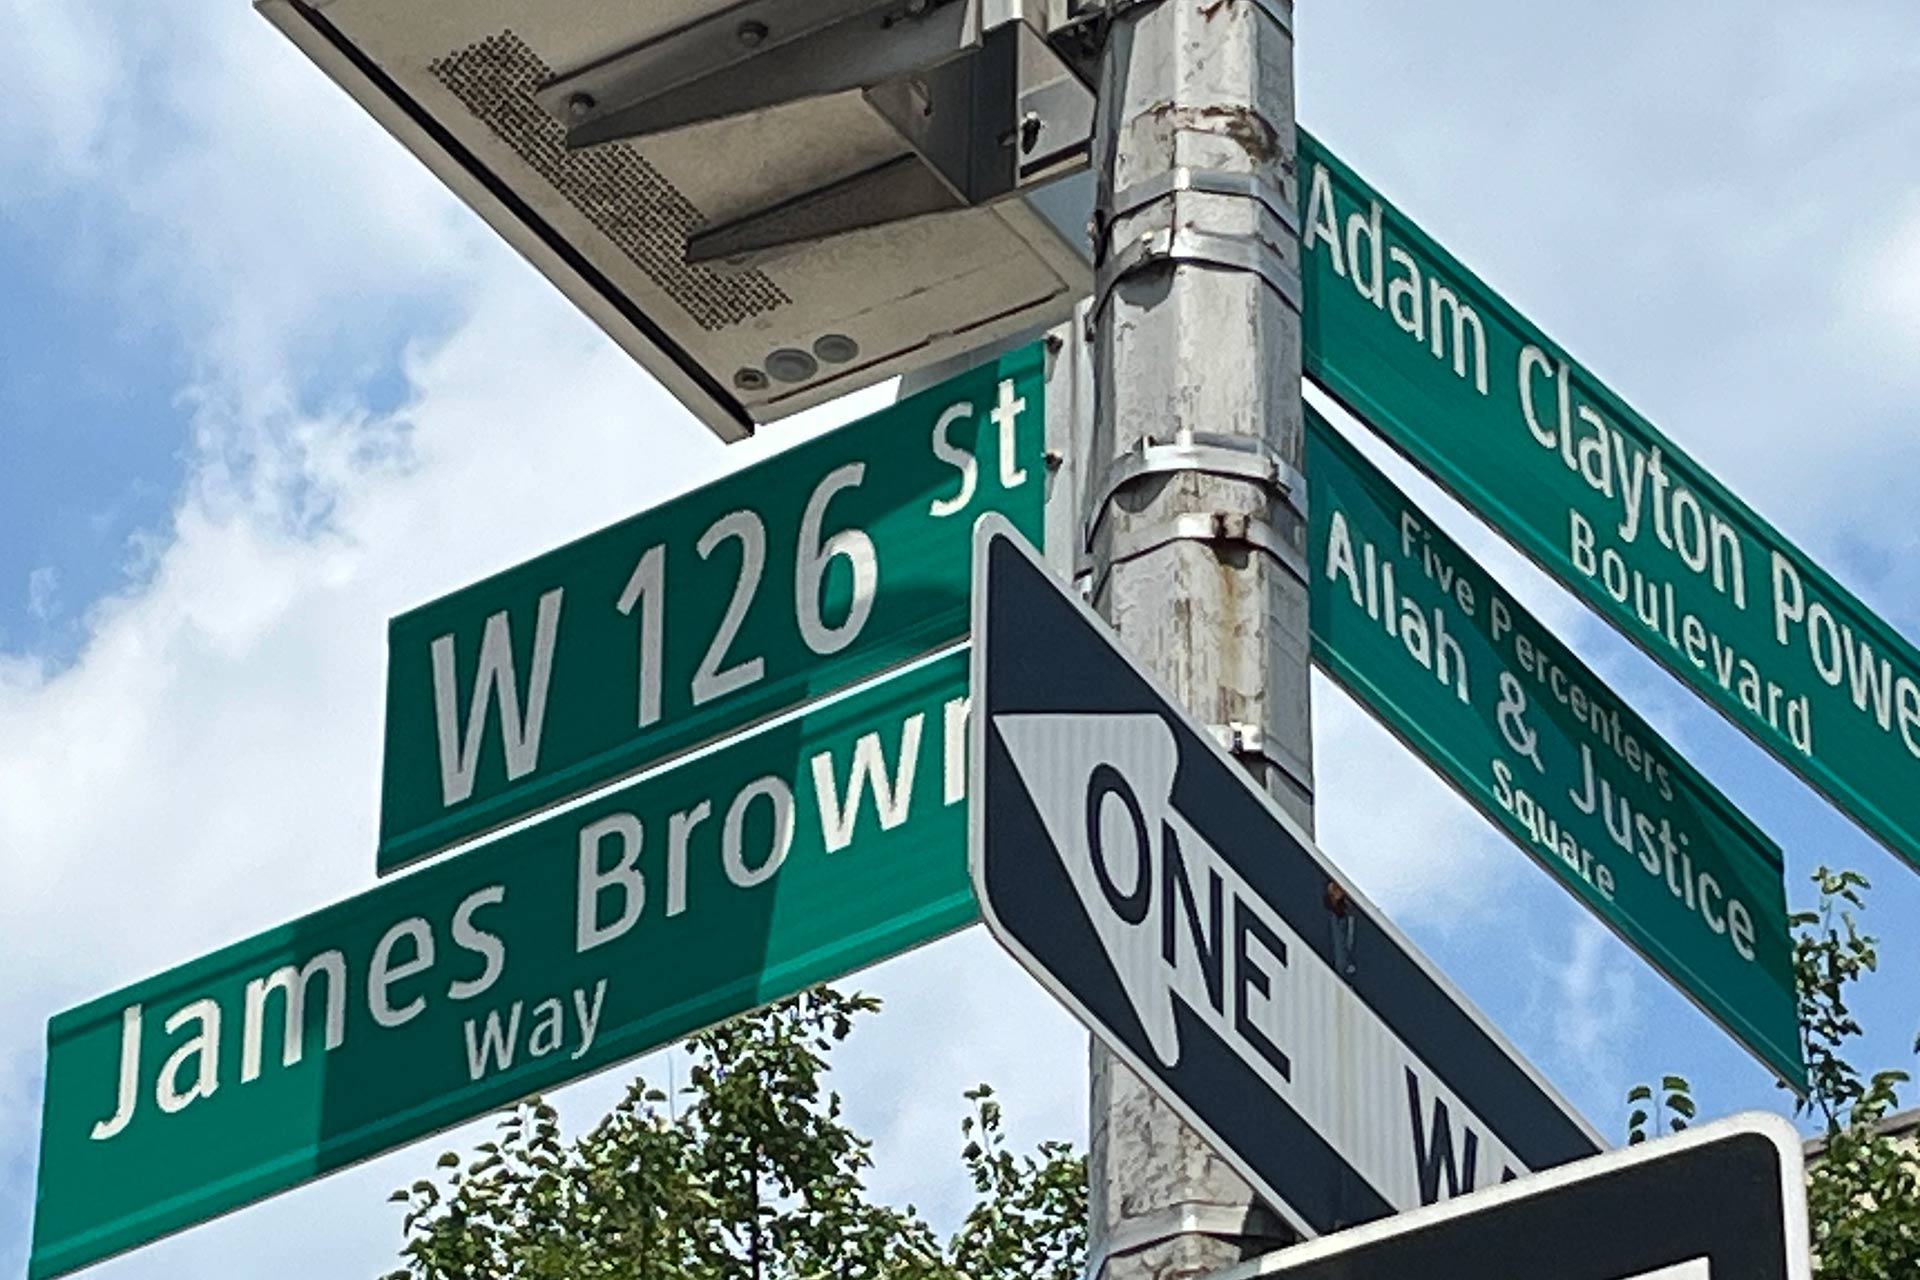 W 126 St
James Brown
Way
ONE
Adam Clayton Powe
Boulevard
Five Percenters
Allah & Justice
Square